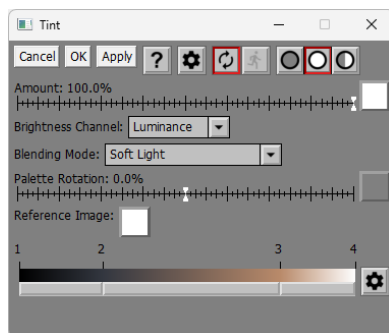 Tint
Cancel OK Apply ?
Amount: 100.0%
Brightness Channel: Luminance
Blending Mode: Soft Light
Palette Rotation: 0.0%
Reference Image:
1 2 3 4